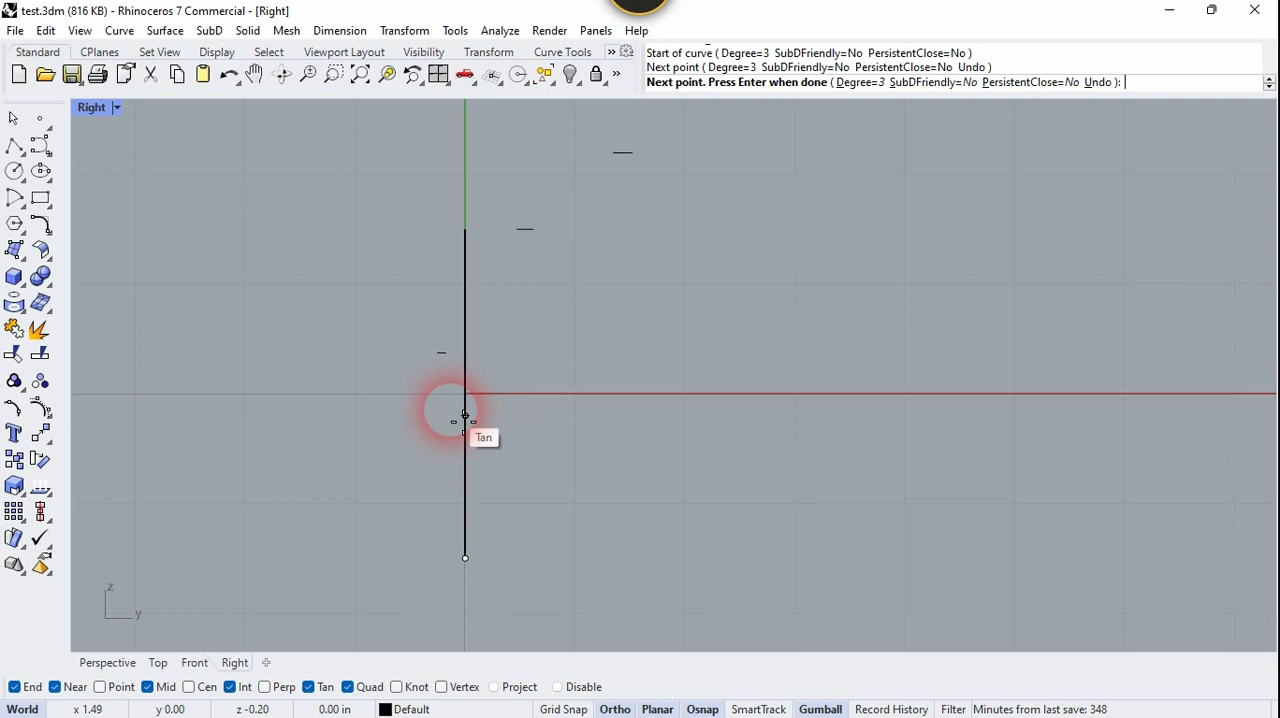 test.3dm (816 KB) - Rhinoceros 7 Commercial - [Right]
File Edit View Curve Surface SubD Solid Mesh Dimension Transform Tools Analyze Render Panels Help
Standard CPlanes Set View Display Select Viewport Layout Visibility Transform Curve Tools »
Start of curve ( Degree=3 SubDFriendly=No PersistentClose=No )
Next point ( Degree=3 SubDFriendly=No PersistentClose=No Undo )
Next point. Press Enter when done ( Degree=3 SubDFriendly=No PersistentClose=No Undo ):
Right
Tan
z
y
Perspective Top Front Right
End Near Point Mid Cen Int Perp Tan Quad Knot Vertex Project Disable
World x 1.49 y 0.00 z -0.20 0.00 in Default Grid Snap Ortho Planar Osnap SmartTrack Gumball Record History Filter Minutes from last save: 348